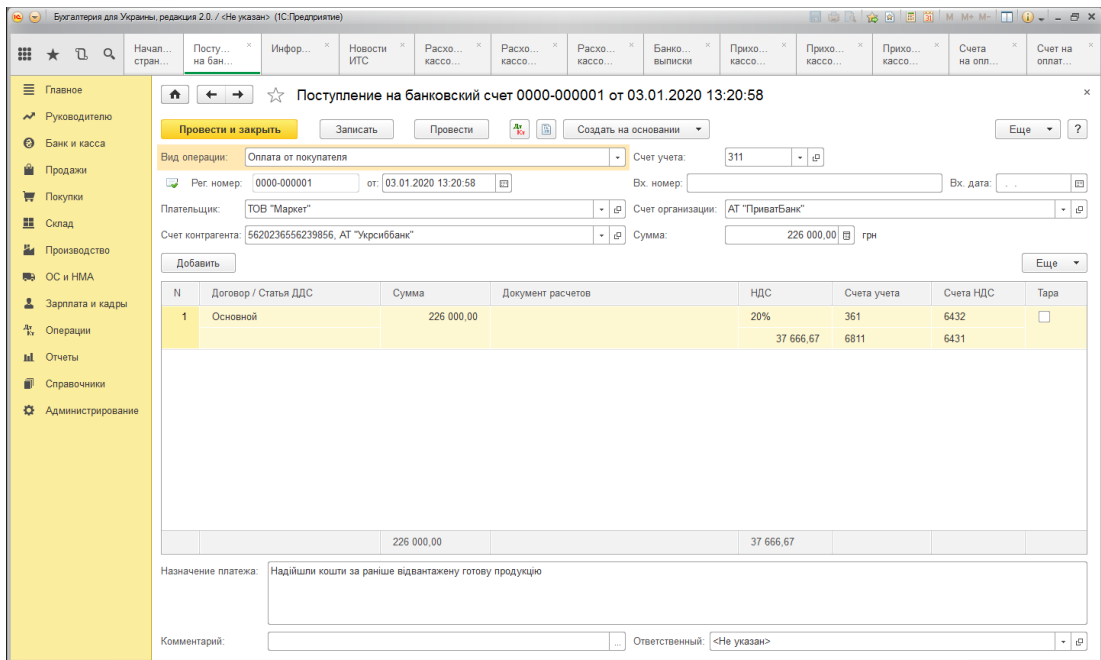 Бухгалтерия для Украины, редакция 2.0. / <Не указан> (1С:Предприятие)
M M+ M-
Начал... стран...
Посту... на бан...
Инфор...
Новости ИТС
Расхо... кассо...
Расхо... кассо...
Расхо... кассо...
Банко... выписки
Прихо... кассо...
Прихо... кассо...
Прихо... кассо...
Счета на опл...
Счет на оплат...
Главное
Руководителю
Банк и касса
Продажи
Покупки
Склад
Производство
ОС и НМА
Зарплата и кадры
Операции
Отчеты
Справочники
Администрирование
Поступление на банковский счет 0000-000001 от 03.01.2020 13:20:58
Провести и закрыть Записать Провести Дт Кт Создать на основании Еще ?
Вид операции: Оплата от покупателя Счет учета: 311
Рег. номер: 0000-000001 от: 03.01.2020 13:20:58 Вх. номер: Вх. дата: . .
Плательщик: ТОВ "Маркет" Счет организации: АТ "ПриватБанк"
Счет контрагента: 5620236556239856, АТ "Укрсиббанк" Сумма: 226 000,00 грн
Добавить Еще
N Договор / Статья ДДС Сумма Документ расчетов НДС Счета учета Счета НДС Тара
1 Основной 226 000,00 20% 361 6432
37 666,67 6811 6431
226 000,00 37 666,67
Назначение платежа: Надійшли кошти за раніше відвантажену готову продукцію
Комментарий: ... Ответственный: <Не указан>